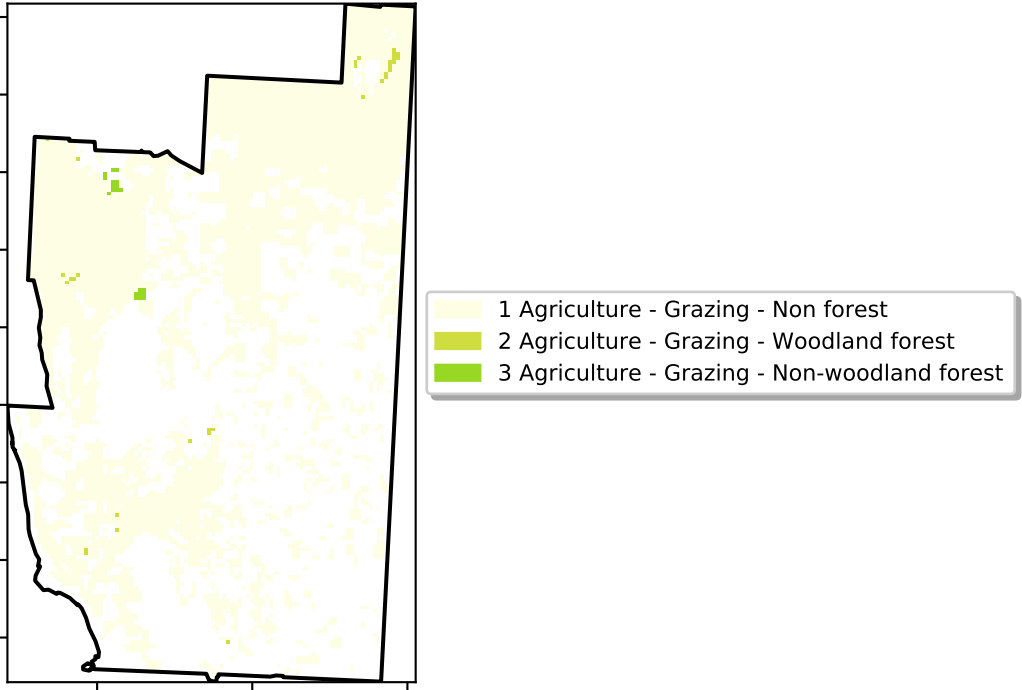 1 Agriculture - Grazing - Non forest
2 Agriculture - Grazing - Woodland forest
3 Agriculture - Grazing - Non-woodland forest